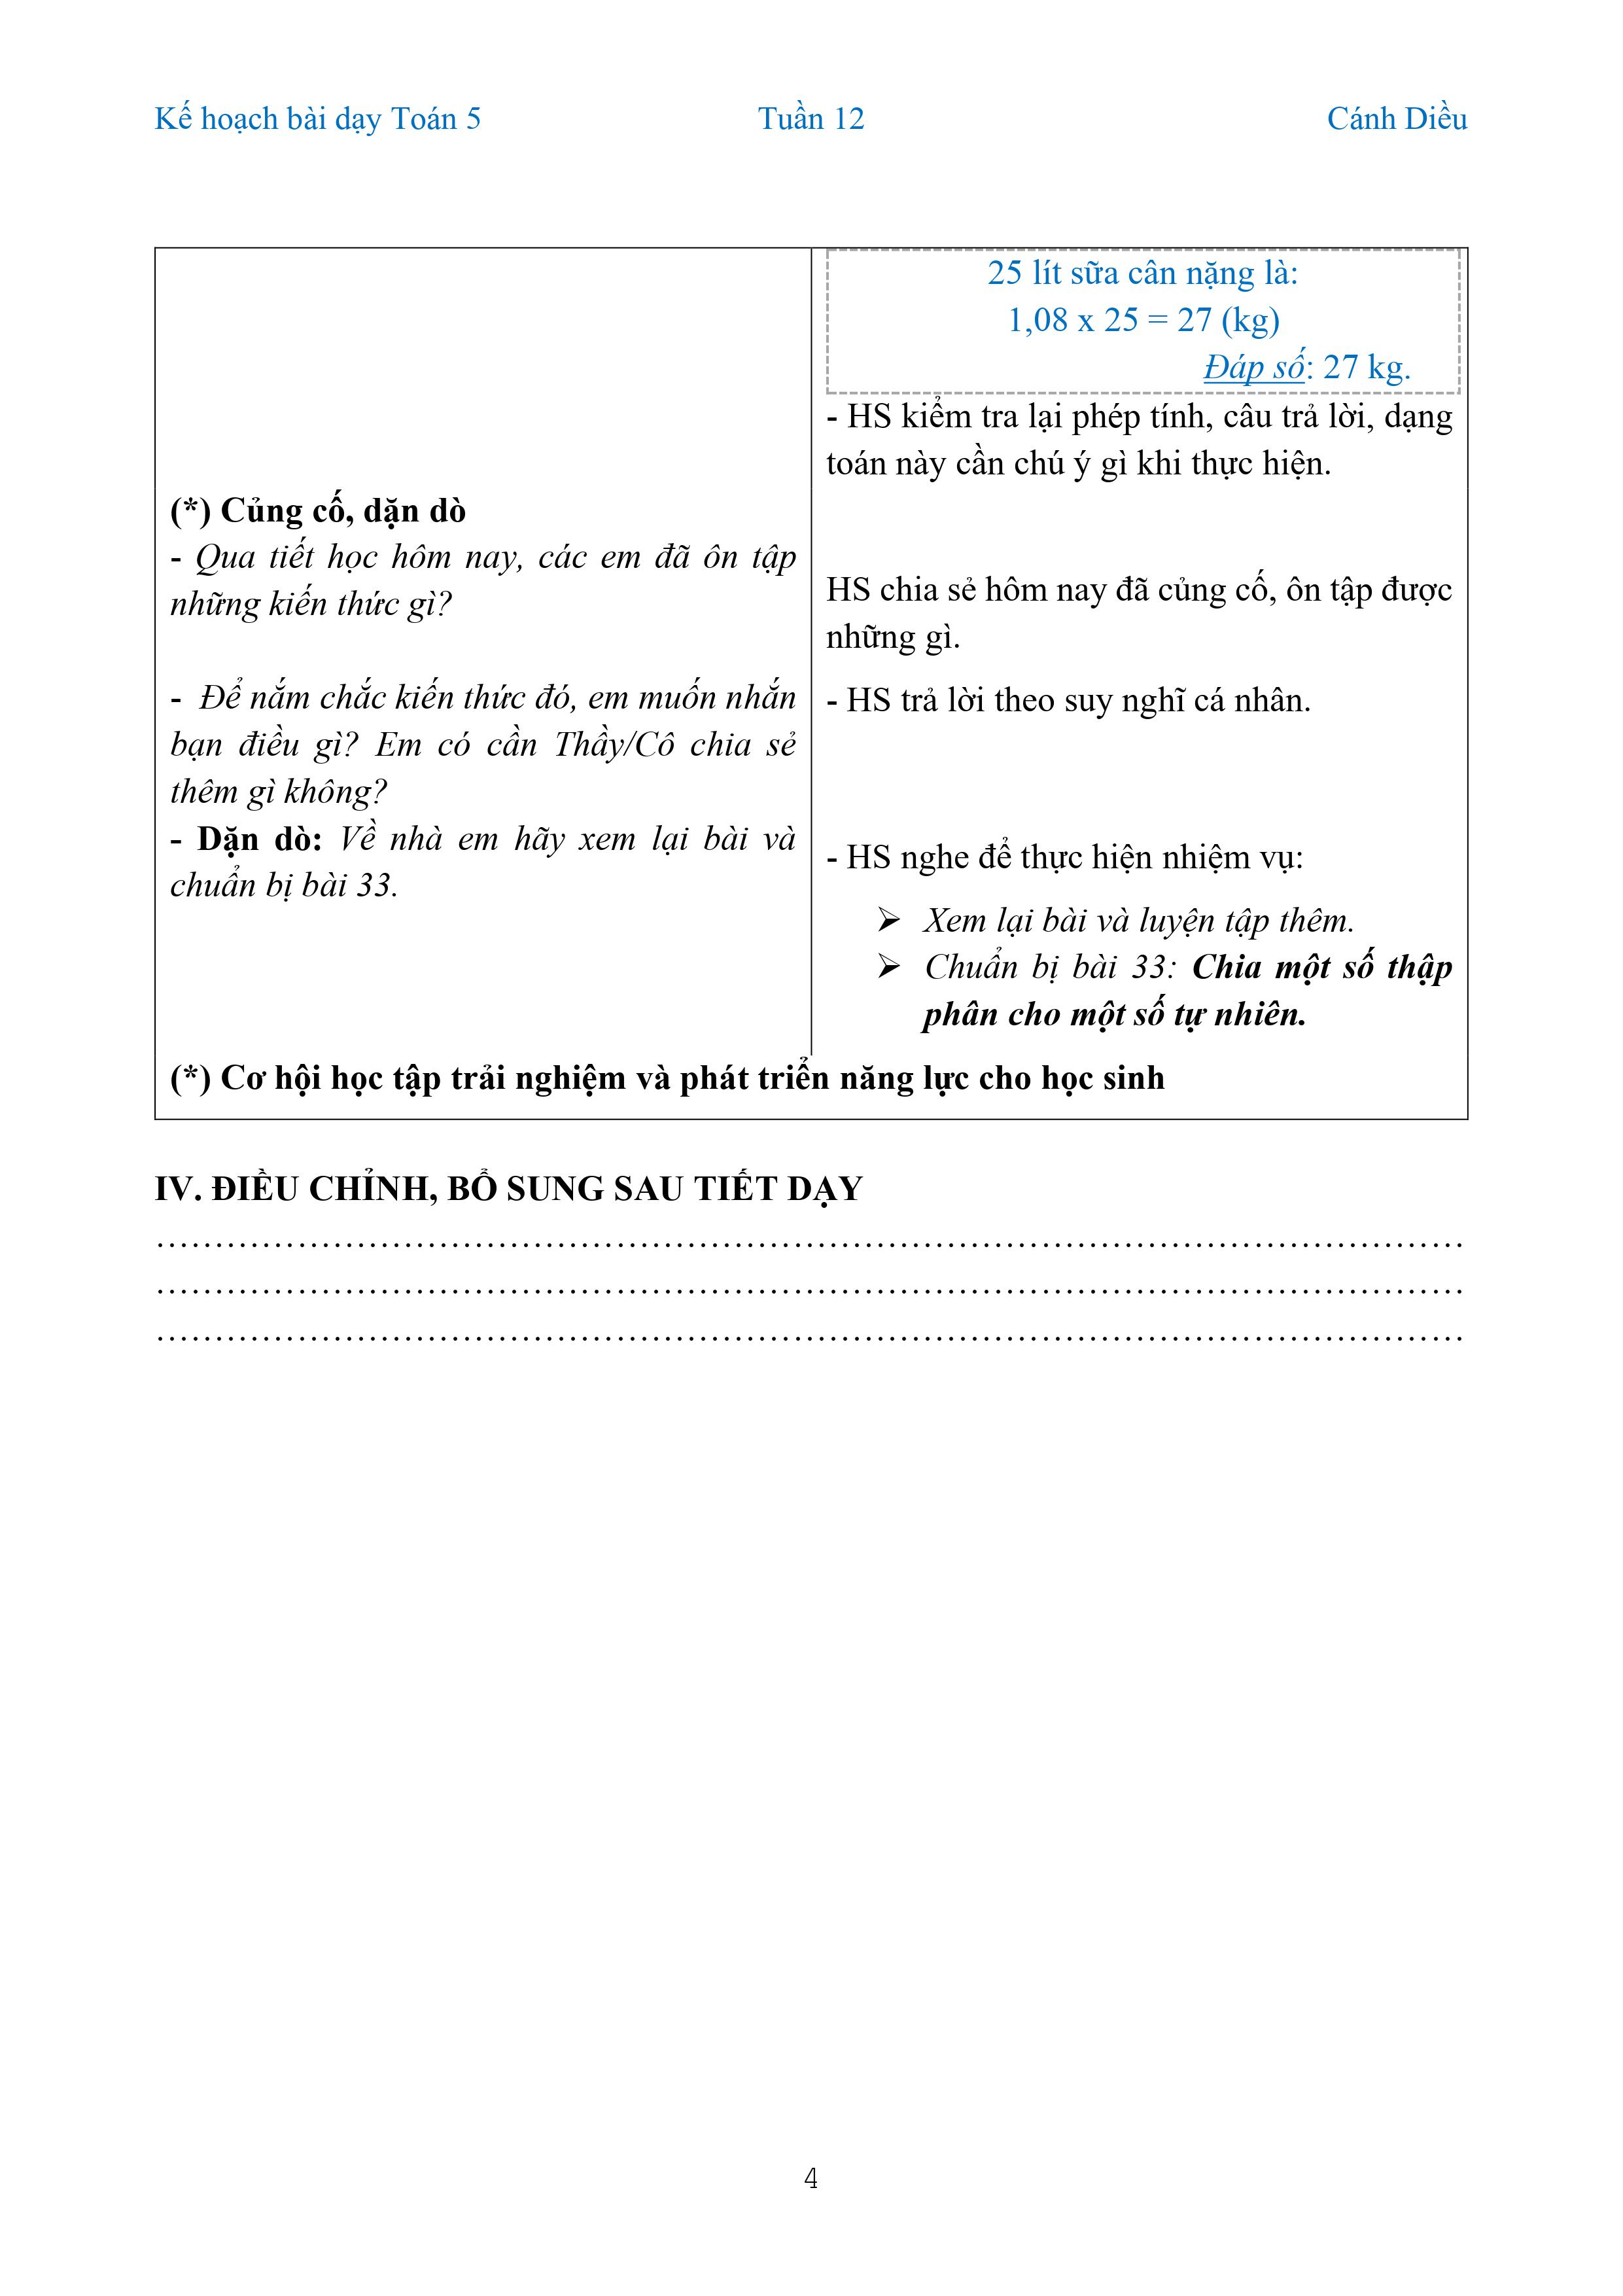 Kế hoạch bài dạy Toán 5 Tuần 12 Cánh Diều
25 lít sữa cân nặng là:
1,08 x 25 = 27 (kg)
Đáp số: 27 kg.
- HS kiểm tra lại phép tính, câu trả lời, dạng
toán này cần chú ý gì khi thực hiện.
(*) Củng cố, dặn dò
- Qua tiết học hôm nay, các em đã ôn tập
những kiến thức gì?
HS chia sẻ hôm nay đã củng cố, ôn tập được
những gì.
- Để nắm chắc kiến thức đó, em muốn nhắn
bạn điều gì? Em có cần Thầy/Cô chia sẻ
thêm gì không?
- HS trả lời theo suy nghĩ cá nhân.
- Dặn dò: Về nhà em hãy xem lại bài và
chuẩn bị bài 33.
- HS nghe để thực hiện nhiệm vụ:
➢ Xem lại bài và luyện tập thêm.
➢ Chuẩn bị bài 33: Chia một số thập
phân cho một số tự nhiên.
(*) Cơ hội học tập trải nghiệm và phát triển năng lực cho học sinh
IV. ĐIỀU CHỈNH, BỔ SUNG SAU TIẾT DẠY
……………………………………………………………………………………………
……………………………………………………………………………………………
……………………………………………………………………………………………
4